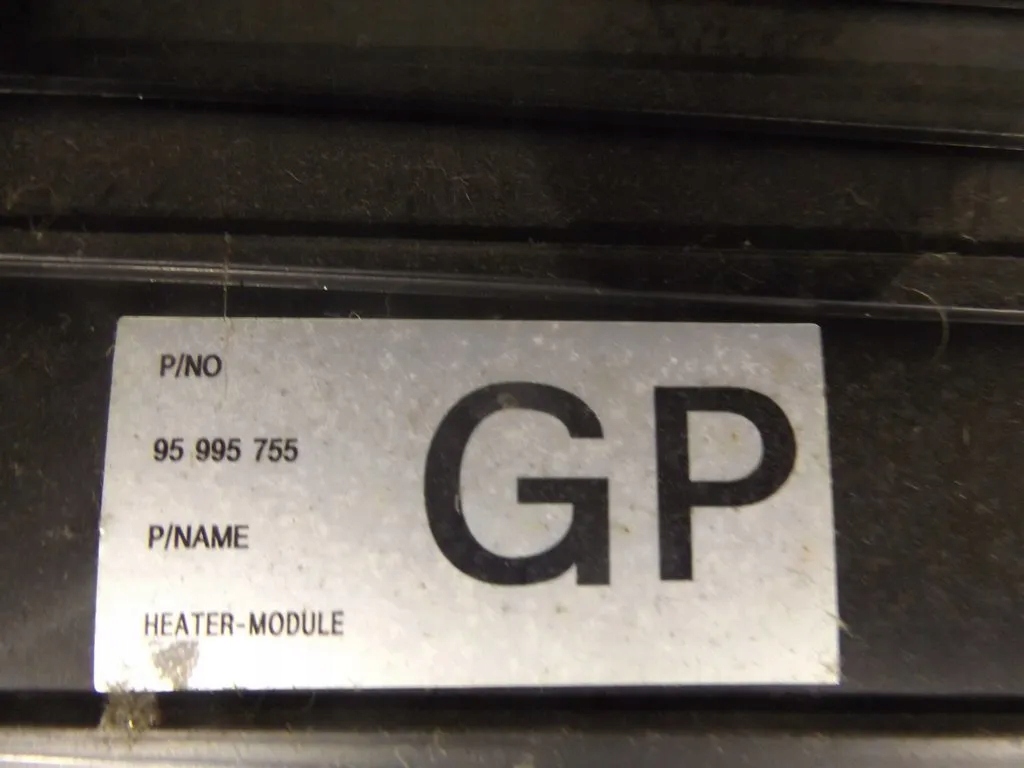 P/NO
95 995 755
P/NAME
HEATER-MODULE
GP